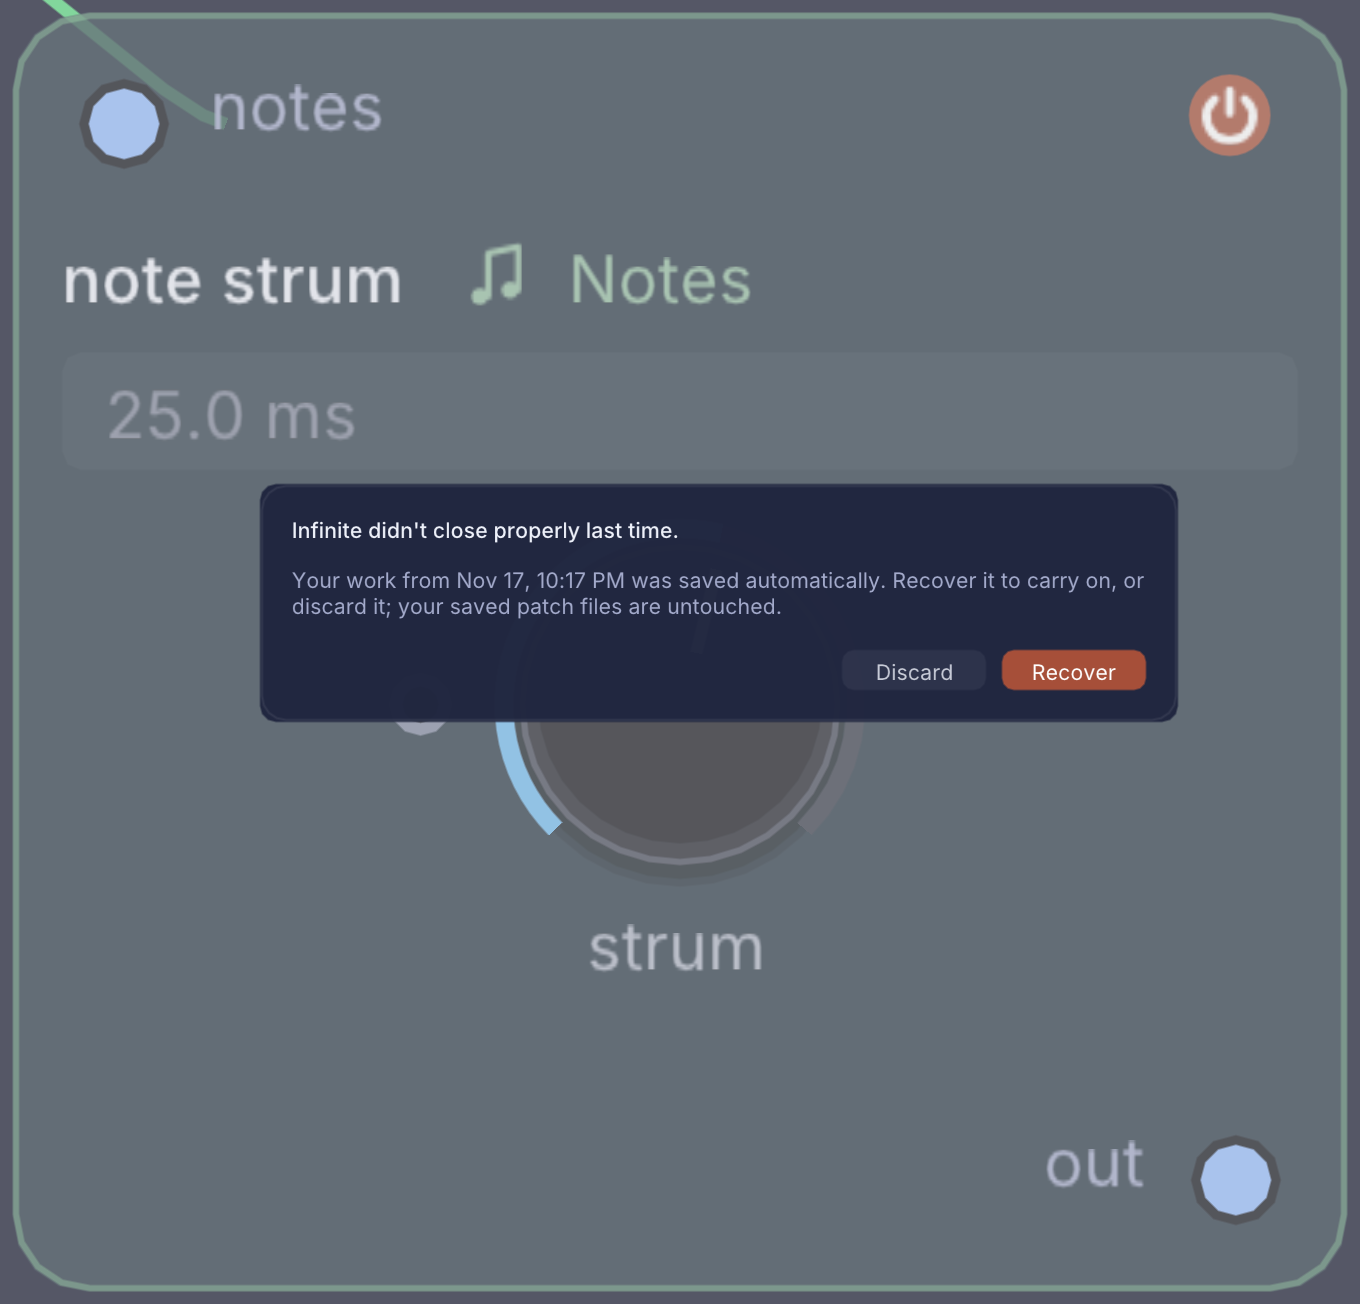 notes
note strum Notes
25.0 ms
Infinite didn't close properly last time.
Your work from Nov 17, 10:17 PM was saved automatically. Recover it to carry on, or
discard it; your saved patch files are untouched.
Discard Recover
strum
out